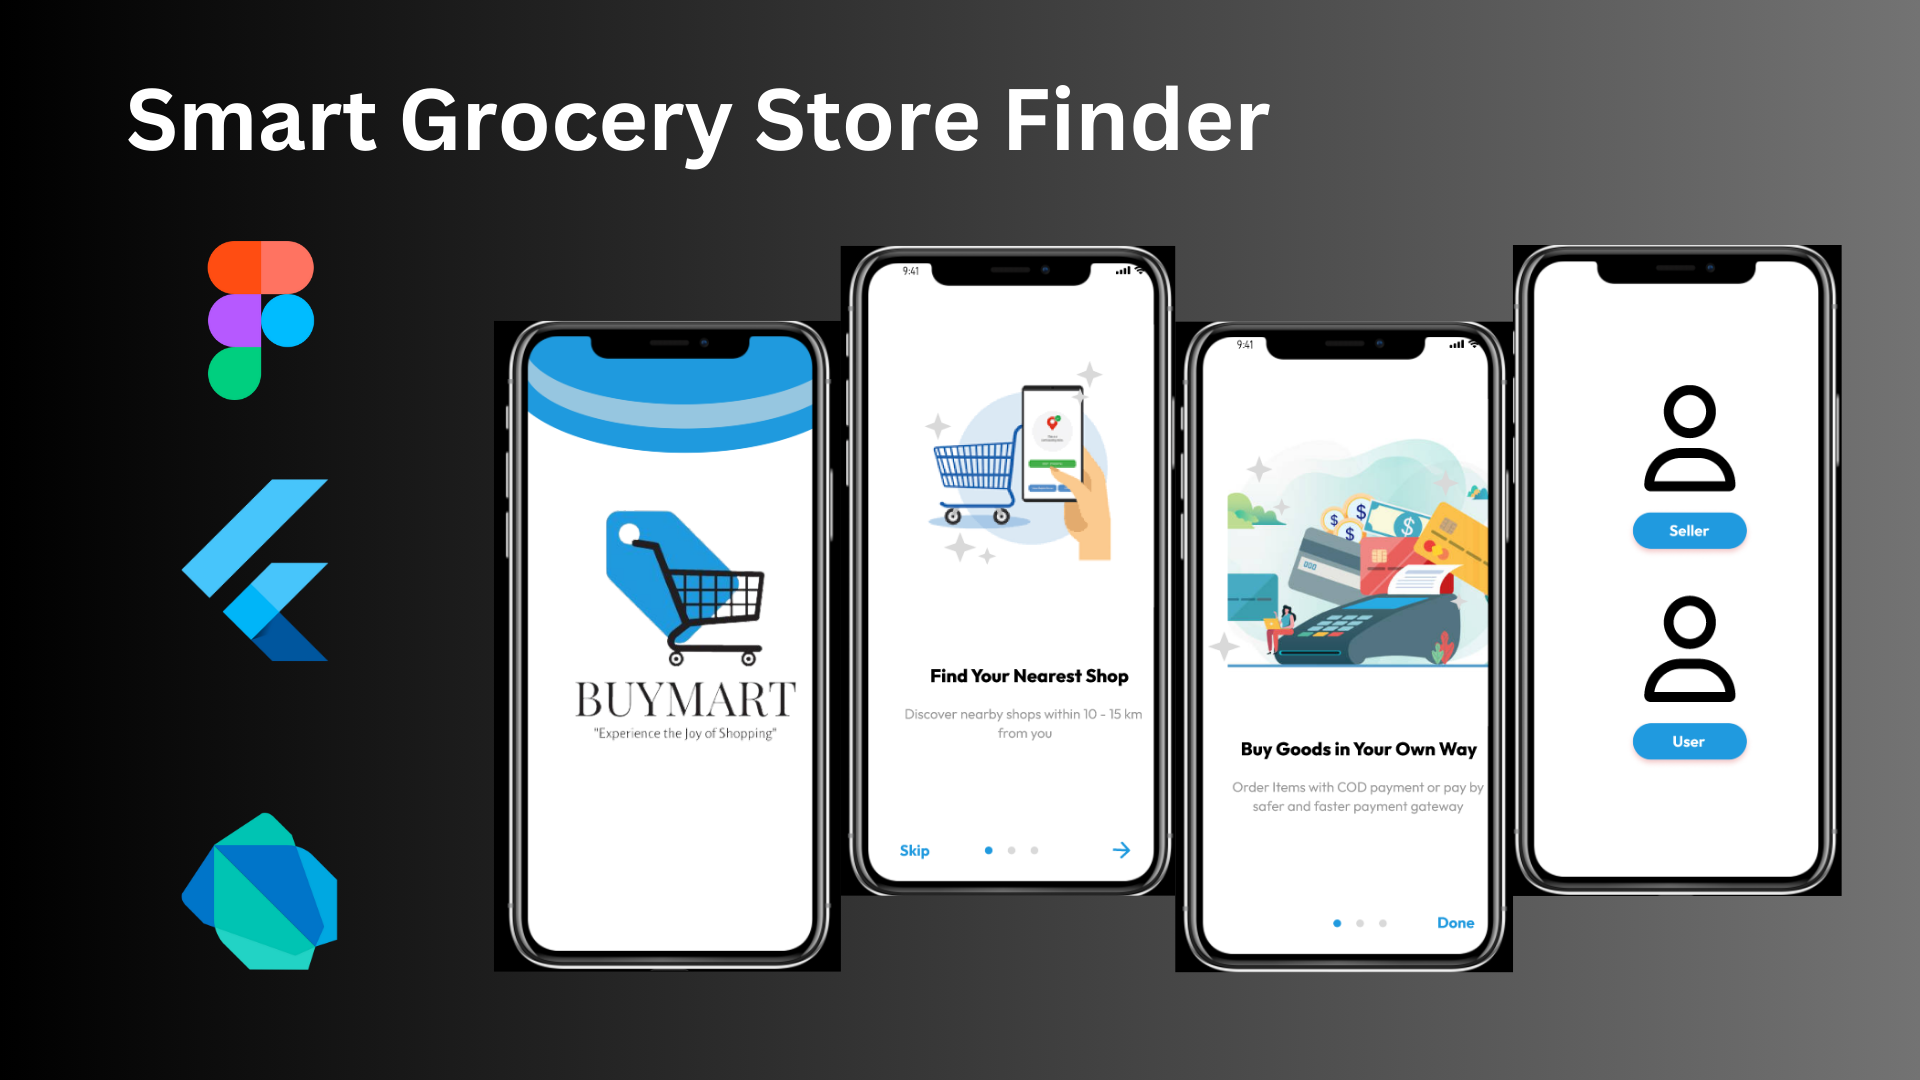 Smart Grocery Store Finder
BUYMART
"Experience the Joy of Shopping"
9:41
Find Your Nearest Shop
Discover nearby shops within 10 - 15 km
from you
Skip
9:41
Buy Goods in Your Own Way
Order Items with COD payment or pay by
safer and faster payment gateway
Done
Seller
User